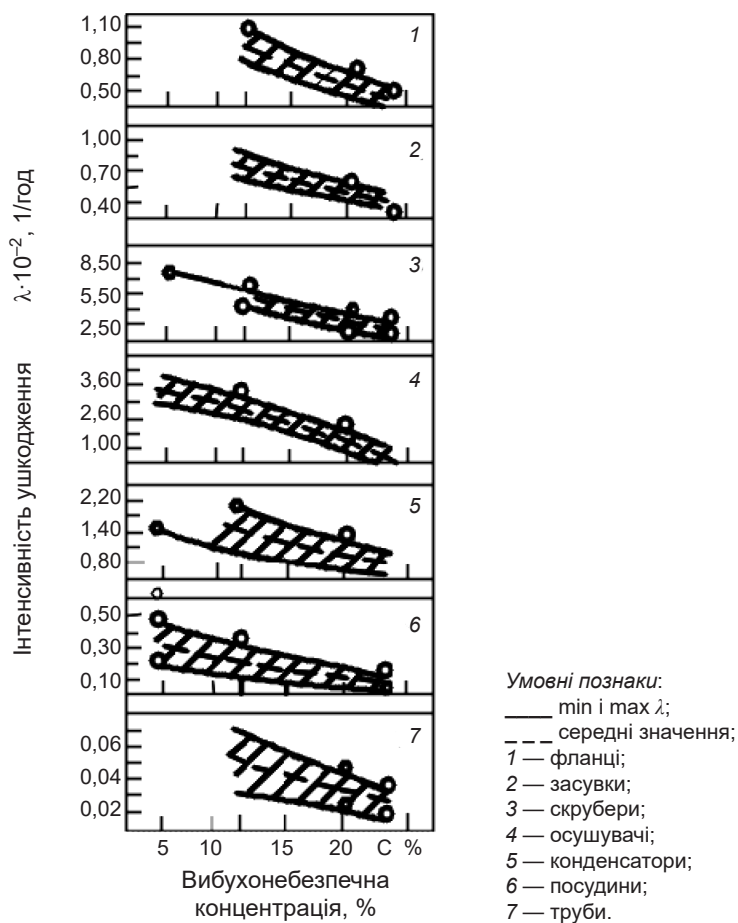 Інтенсивність ушкодження λ·10⁻², 1/год
1,10
0,80
0,50
1
1,00
0,70
0,40
2
8,50
5,50
2,50
3
3,60
2,60
1,00
4
2,20
1,40
0,80
5
0,50
0,30
0,10
6
0,06
0,04
0,02
7
5 10 15 20 C %
Вибухонебезпечна
концентрація, %
Умовні познаки:
min і max λ;
середні значення;
1 — фланці;
2 — засувки;
3 — скрубери;
4 — осушувачі;
5 — конденсатори;
6 — посудини;
7 — труби.